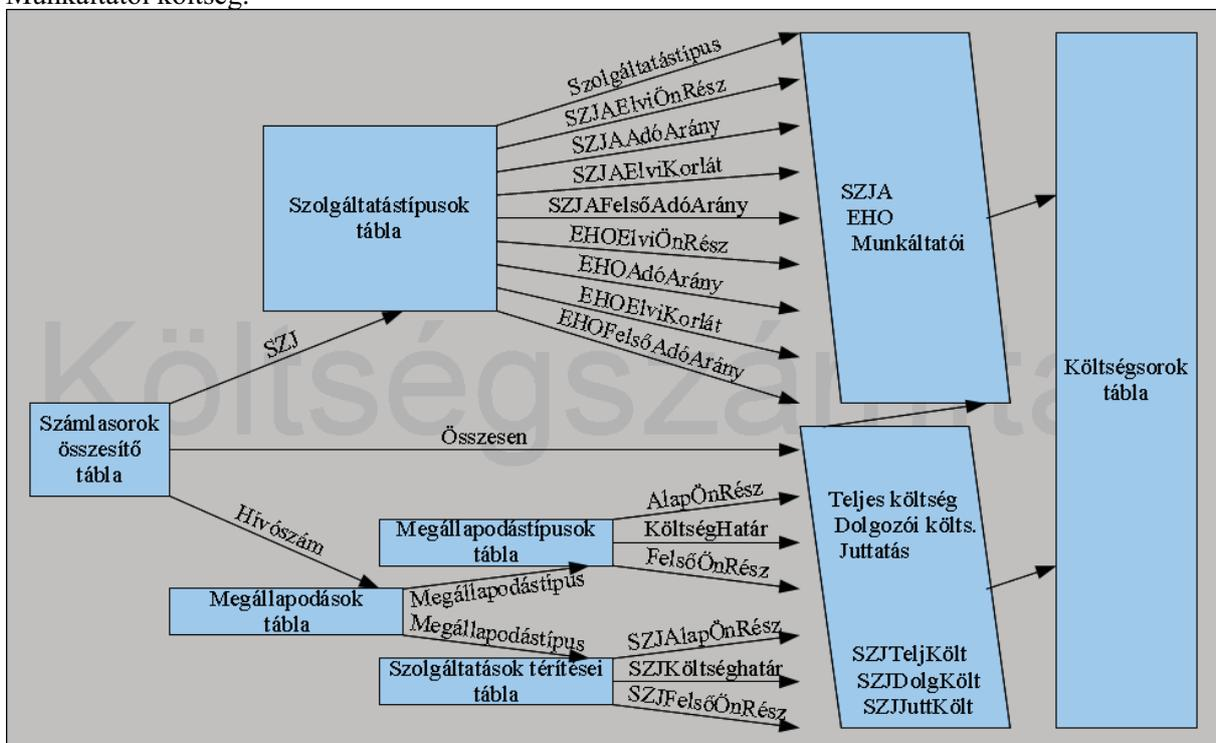 Munkáltatói költség:
Szolgáltatástípus
SZJAElviÖnRész
SZJAAdóArány
SZJAElviKorlát
SZJAFelsőAdóArány
EHOElviÖnRész
EHOAdóArány
EHOElviKorlát
EHOFelsőAdóArány
Szolgáltatástípusok
tábla
SZJA
EHO
Munkáltatói
SZJ
Költségsorok
tábla
Számlasorok
összesítő
tábla
Összesen
Hívószám
Megállapodástípusok
tábla
AlapÖnRész
KöltségHatár
FelsőÖnRész
Teljes költség
Dolgozói költs.
Juttatás
Megállapodások
tábla
Megállapodástípus
Megállapodástípus
Szolgáltatások térítései
tábla
SZJAlapÖnRész
SZJKöltséghatár
SZJFelsőÖnRész
SZJTeljKölt
SZJDolgKölt
SZJJuttKölt